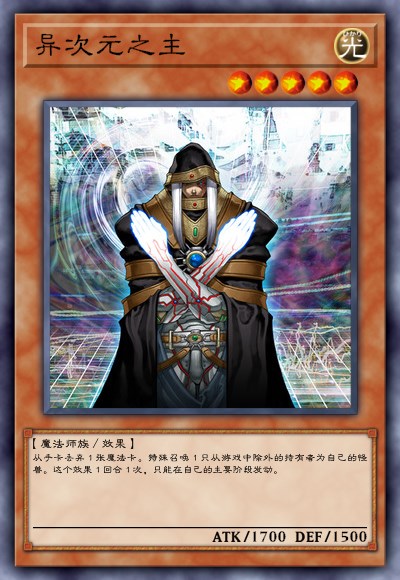 异次元之主
ひかり
光
【魔法师族／效果】
从手卡丢弃1张魔法卡。特殊召唤1只从游戏中除外的持有者为自己的怪
兽。这个效果1回合1次，只能在自己的主要阶段发动。
ATK/1700 DEF/1500